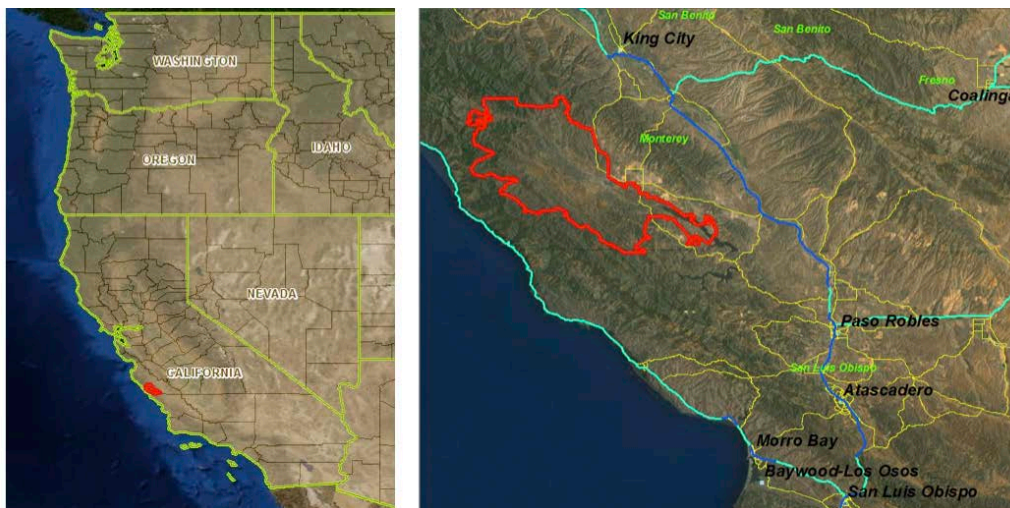 WASHINGTON
OREGON
IDAHO
NEVADA
CALIFORNIA
San Benito
King City
San Benito
Fresno
Coalinga
Monterey
Paso Robles
San Luis Obispo
Atascadero
Morro Bay
Baywood-Los Osos
San Luis Obispo